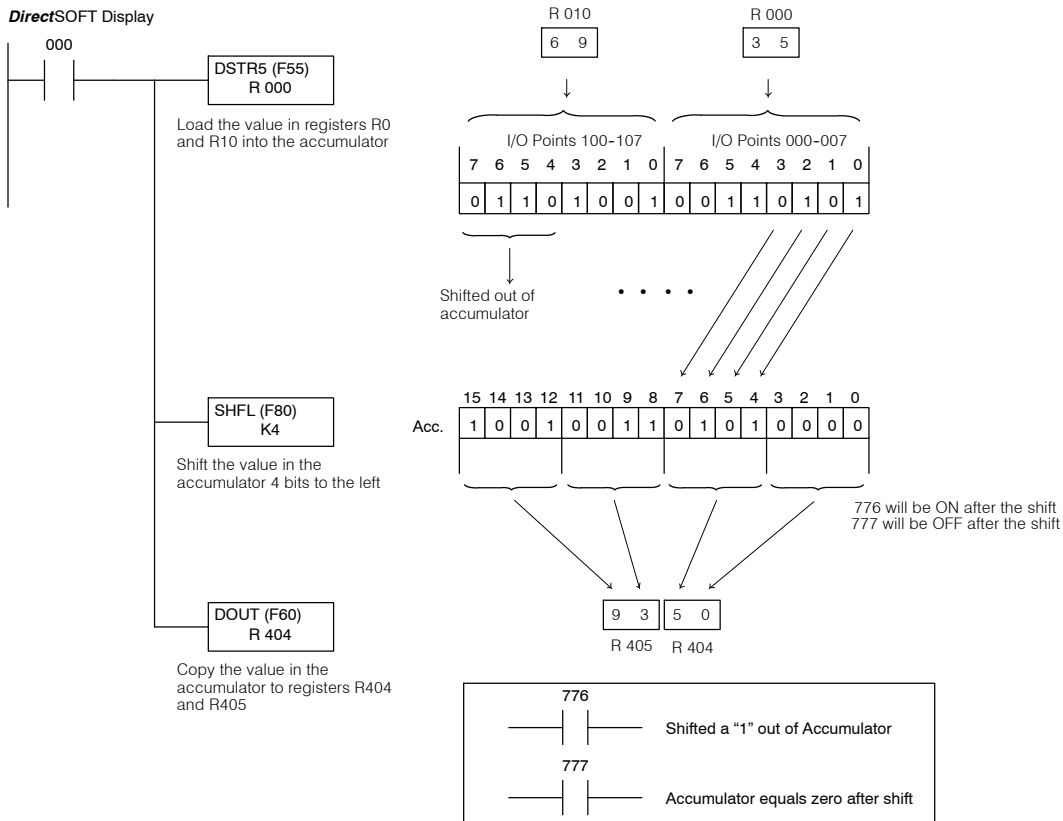 DirectSOFT Display
000
DSTR5 (F55)
R 000
Load the value in registers R0
and R10 into the accumulator
R 010
R 000
6 9
3 5
I/O Points 100-107
I/O Points 000-007
7 6 5 4 3 2 1 0 7 6 5 4 3 2 1 0
0 1 1 0 1 0 0 1 0 0 1 1 0 1 0 1
Shifted out of
accumulator
. . . .
SHFL (F80)
K4
Shift the value in the
accumulator 4 bits to the left
15 14 13 12 11 10 9 8 7 6 5 4 3 2 1 0
Acc. 1 0 0 1 0 0 1 1 0 1 0 1 0 0 0 0
776 will be ON after the shift
777 will be OFF after the shift
DOUT (F60)
R 404
Copy the value in the
accumulator to registers R404
and R405
9 3 5 0
R 405 R 404
776
Shifted a “1” out of Accumulator
777
Accumulator equals zero after shift